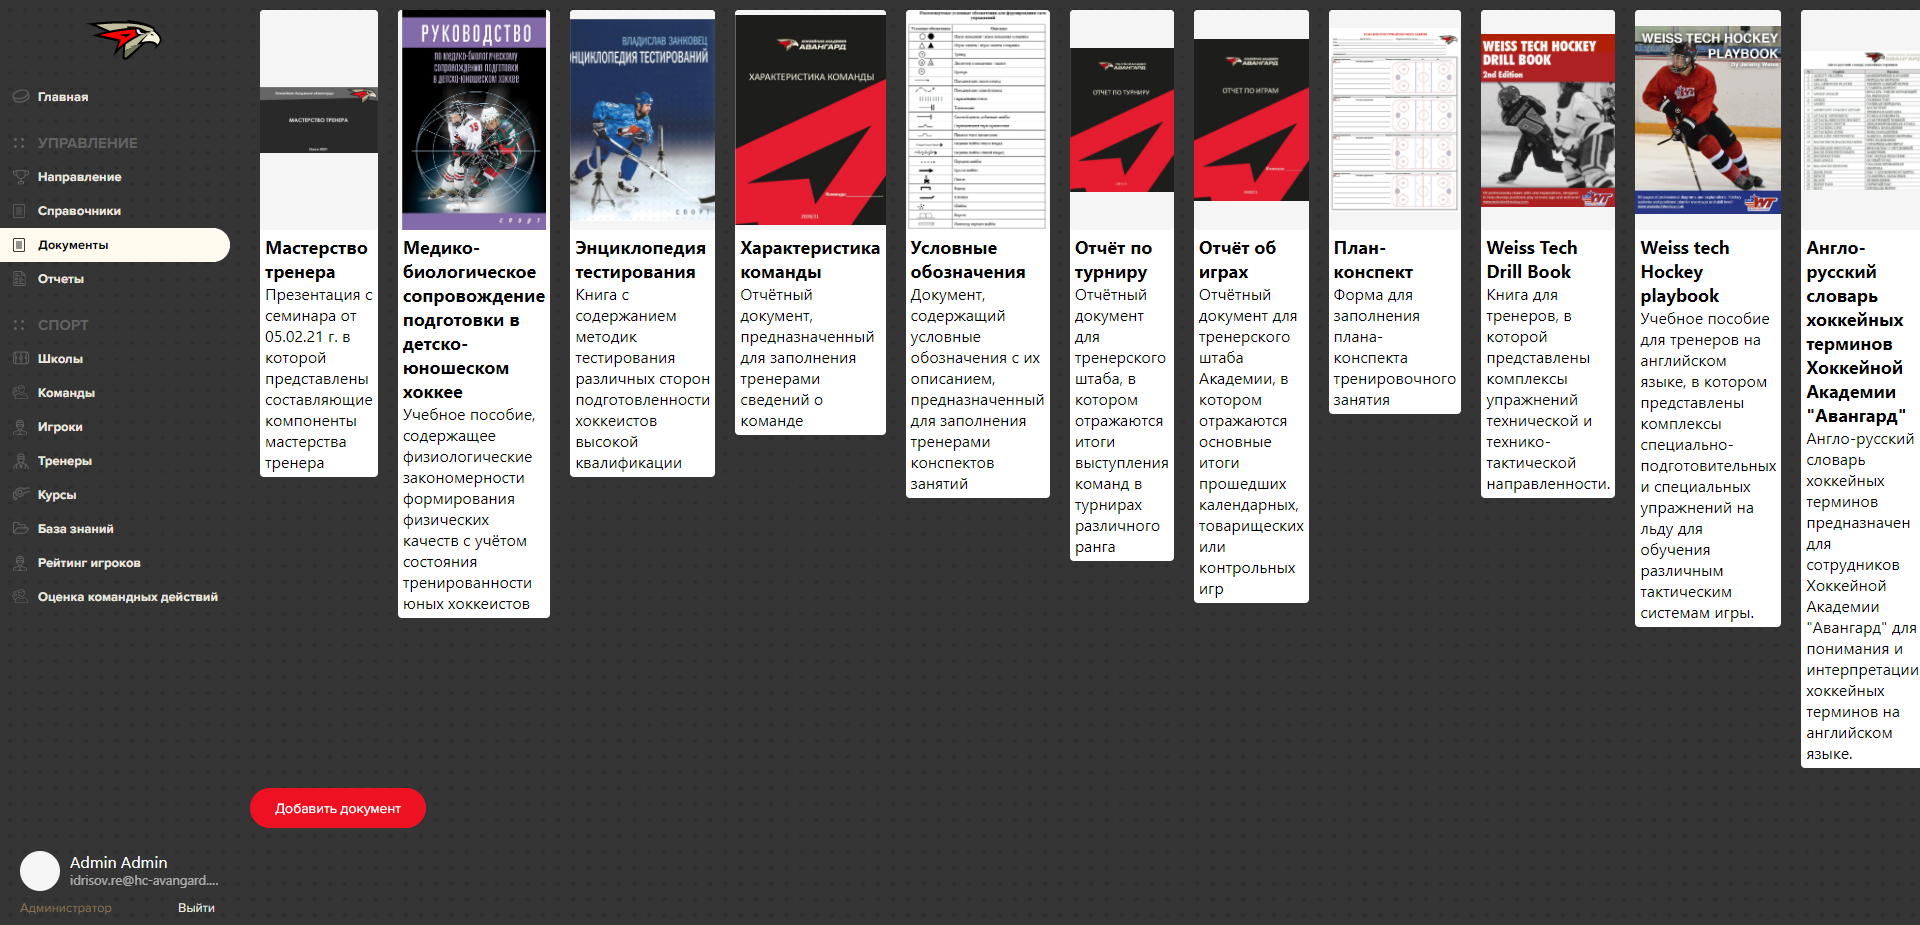 Главная
УПРАВЛЕНИЕ
Направление
Справочники
Документы
Отчеты
СПОРТ
Школы
Команды
Игроки
Тренеры
Курсы
База знаний
Рейтинг игроков
Оценка командных действий
Admin Admin
idrisov.re@hc-avangard....
Администратор
Выйти
МАСТЕРСТВО ТРЕНЕРА
Мастерство
тренера
Презентация с
семинара от
05.02.21 г. в
которой
представлены
составляющие
компоненты
мастерства
тренера
РУКОВОДСТВО
ПО МЕДИКО-БИОЛОГИЧЕСКОМУ
СОПРОВОЖДЕНИЮ ПОДГОТОВКИ
В ДЕТСКО-ЮНОШЕСКОМ ХОККЕЕ
спорт
Медико-
биологическое
сопровождение
подготовки в
детско-
юношеском
хоккее
Учебное пособие,
содержащее
физиологические
закономерности
формирования
физических
качеств с учётом
состояния
тренированности
юных хоккеистов
ВЛАДИСЛАВ ЗАНКОВЕЦ
НЦИКЛОПЕДИЯ ТЕСТИРОВАНИЙ
СПОРТ
Энциклопедия
тестирования
Книга с
содержанием
методик
тестирования
различных сторон
подготовленности
хоккеистов
высокой
квалификации
ХОККЕЙНАЯ АКАДЕМИЯ
АВАНГАРД
ХАРАКТЕРИСТИКА КОМАНДЫ
2020/21
Характеристика
команды
Отчётный
документ,
предназначенный
для заполнения
тренерами
сведений о
команде
Условные
обозначения
Документ,
содержащий
условные
обозначения с их
описанием,
предназначенный
для заполнения
тренерами
конспектов
занятий
АВАНГАРД
ОТЧЕТ ПО ТУРНИРУ
Отчёт по
турниру
Отчётный
документ
для
тренерского
штаба, в
котором
отражаются
итоги
выступления
команд в
турнирах
различного
ранга
АВАНГАРД
ОТЧЕТ ПО ИГРАМ
Отчёт об
играх
Отчётный
документ для
тренерского
штаба
Академии, в
котором
отражаются
основные
итоги
прошедших
календарных,
товарищеских
или
контрольных
игр
План-
конспект
Форма для
заполнения
плана-
конспекта
тренировочного
занятия
WEISS TECH HOCKEY
DRILL BOOK
2nd Edition
Weiss Tech
Drill Book
Книга для
тренеров, в
которой
представлены
комплексы
упражнений
технической и
технико-
тактической
направленности.
WEISS TECH HOCKEY
PLAYBOOK
By Jeremy Weiss
WT
Weiss tech
Hockey
playbook
Учебное пособие
для тренеров на
английском
языке, в котором
представлены
комплексы
специально-
подготовительных
и специальных
упражнений на
льду для
обучения
различным
тактическим
системам игры.
Англо-
русский
словарь
хоккейных
терминов
Хоккейной
Академии
"Авангард"
Англо-русский
словарь
хоккейных
терминов
предназначен
для
сотрудников
Хоккейной
Академии
"Авангард" для
понимания и
интерпретации
хоккейных
терминов на
английском
языке.
Добавить документ